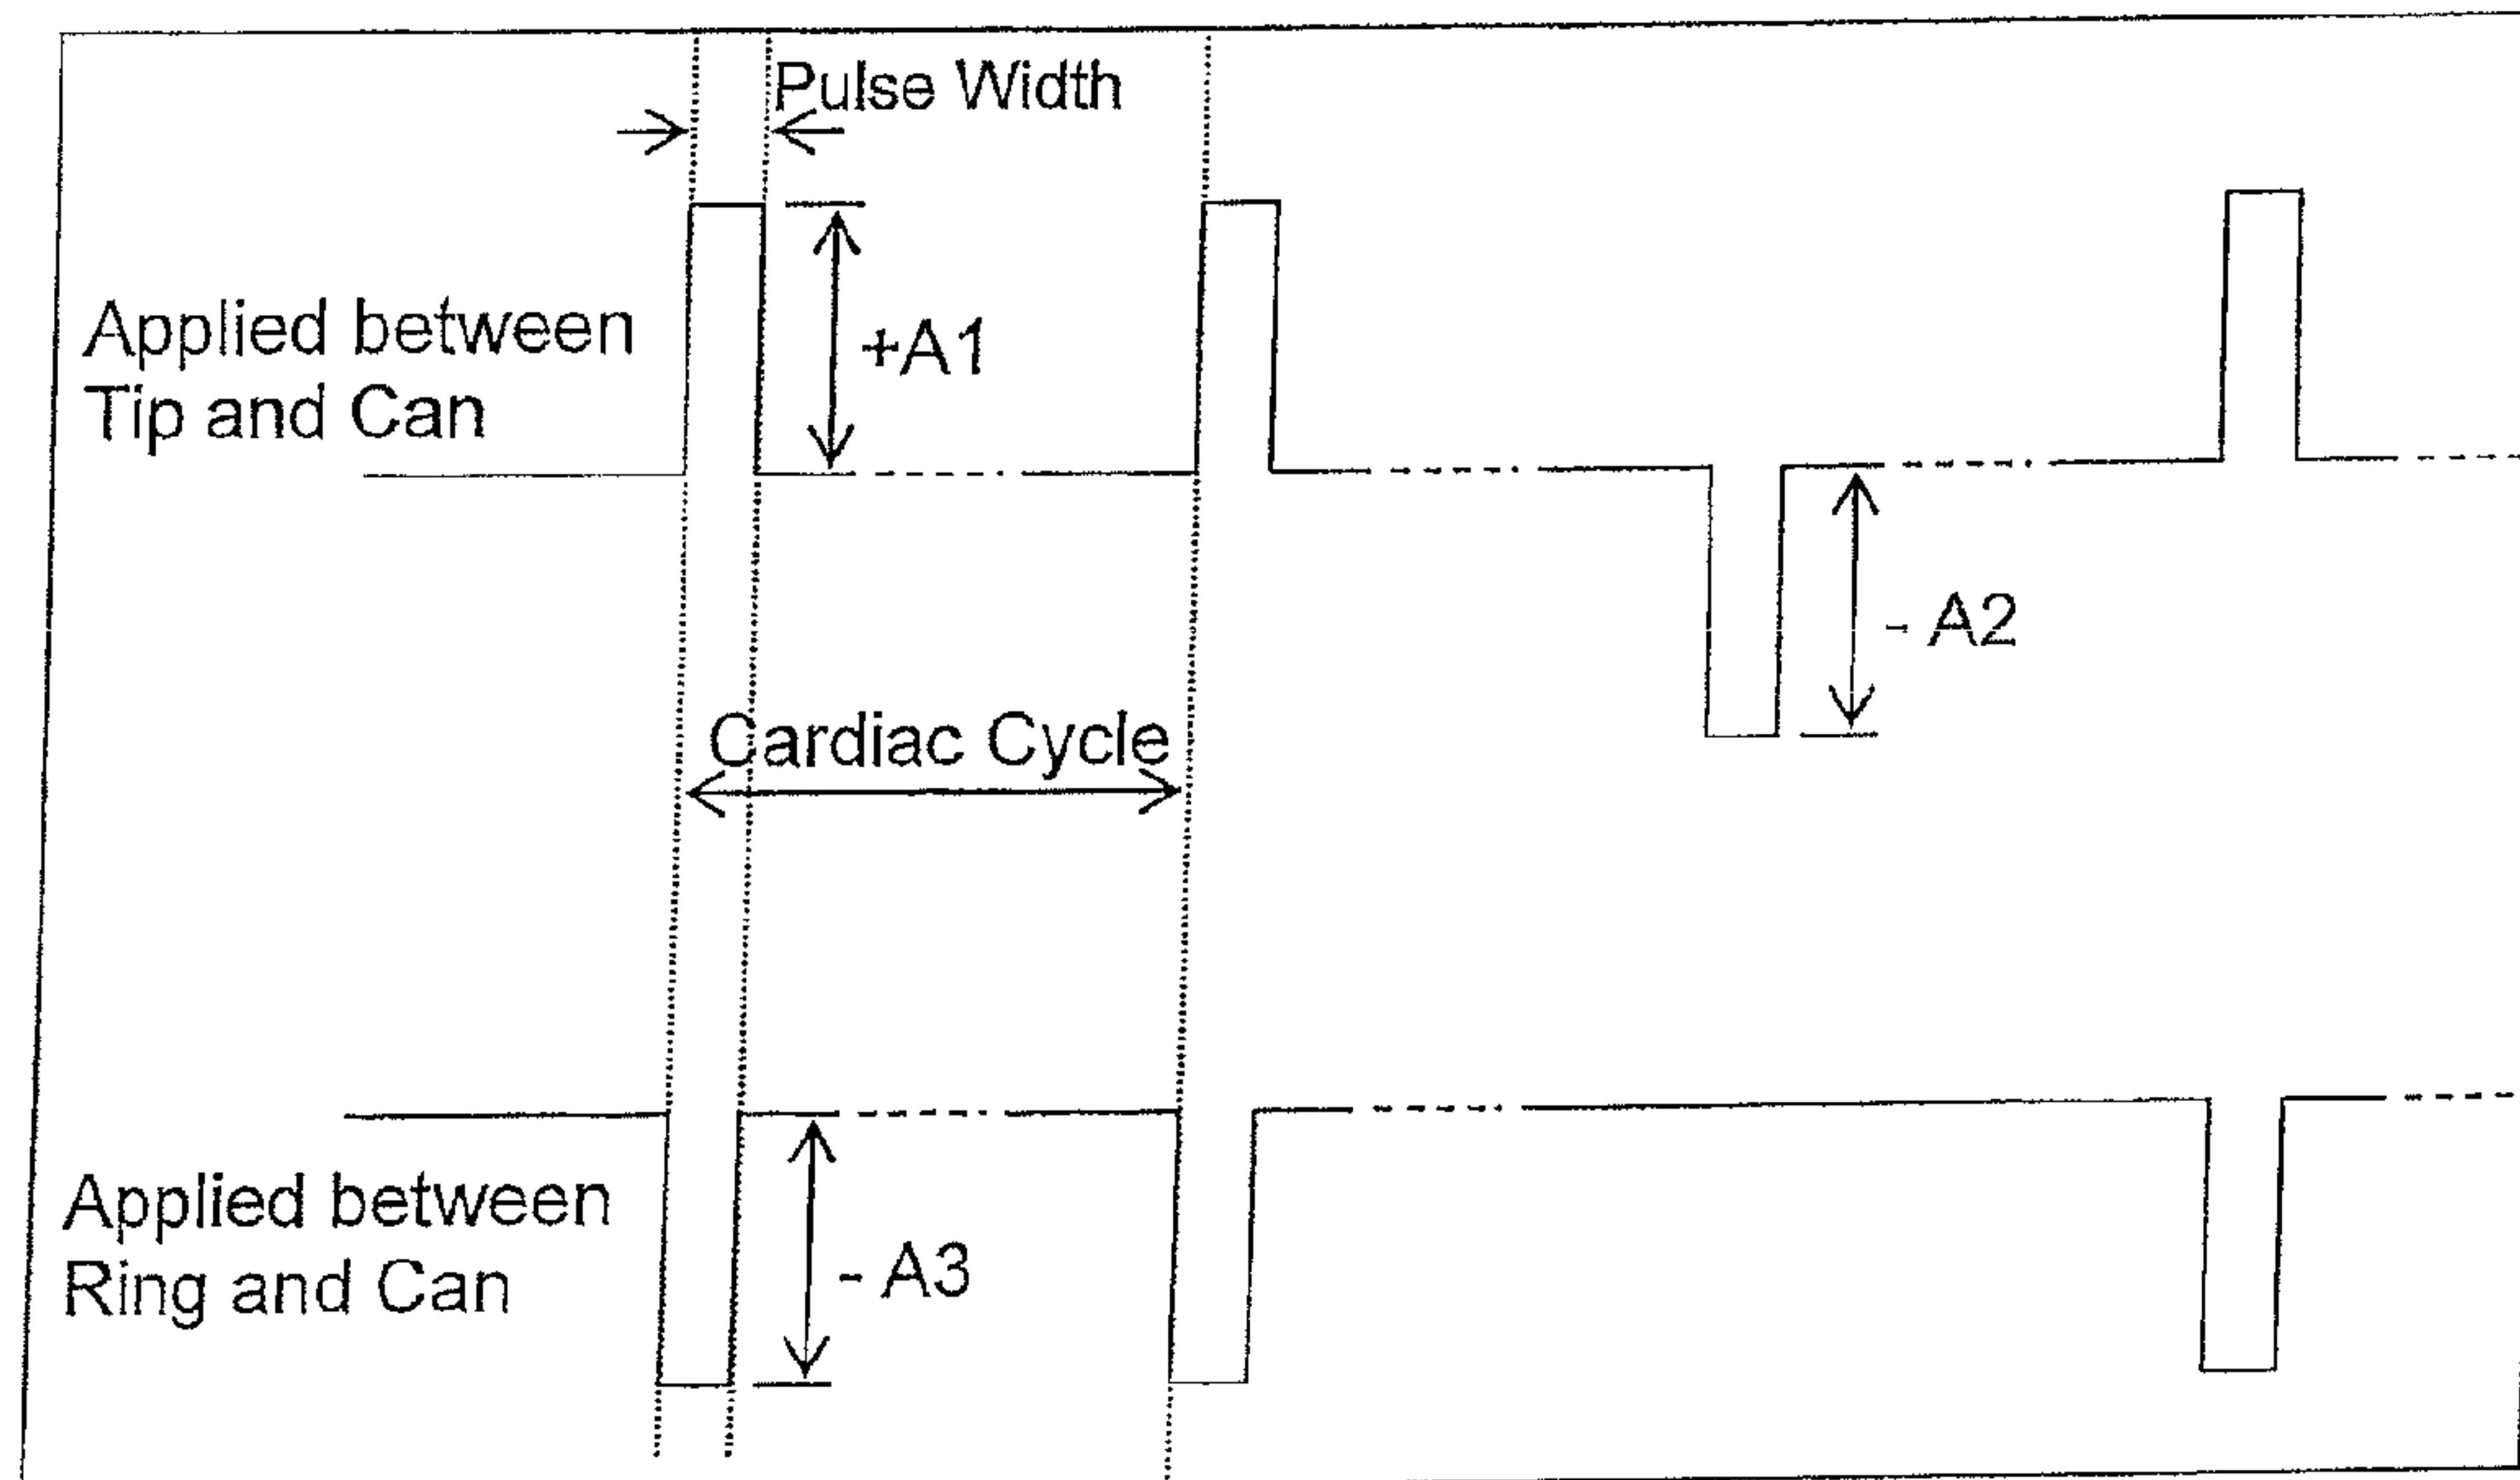 Pulse Width
Applied between
Tip and Can
+A1
- A2
Cardiac Cycle
Applied between
Ring and Can
- A3